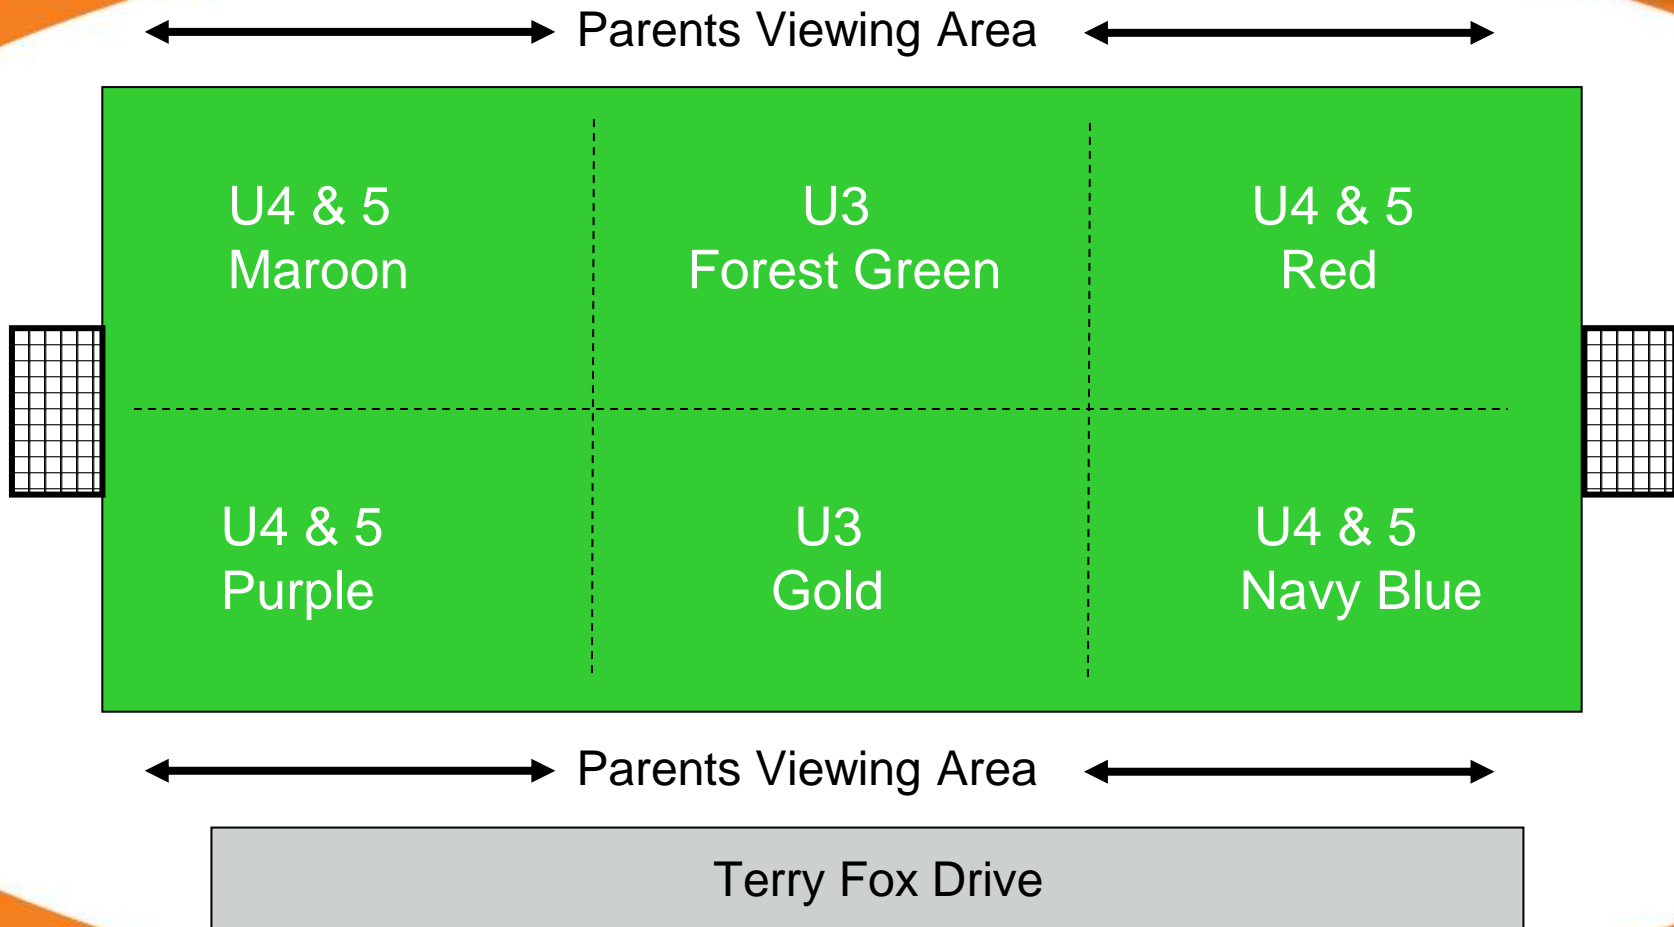 Parents Viewing Area
U4 & 5
Maroon
U3
Forest Green
U4 & 5
Red
U4 & 5
Purple
U3
Gold
U4 & 5
Navy Blue
Parents Viewing Area
Terry Fox Drive